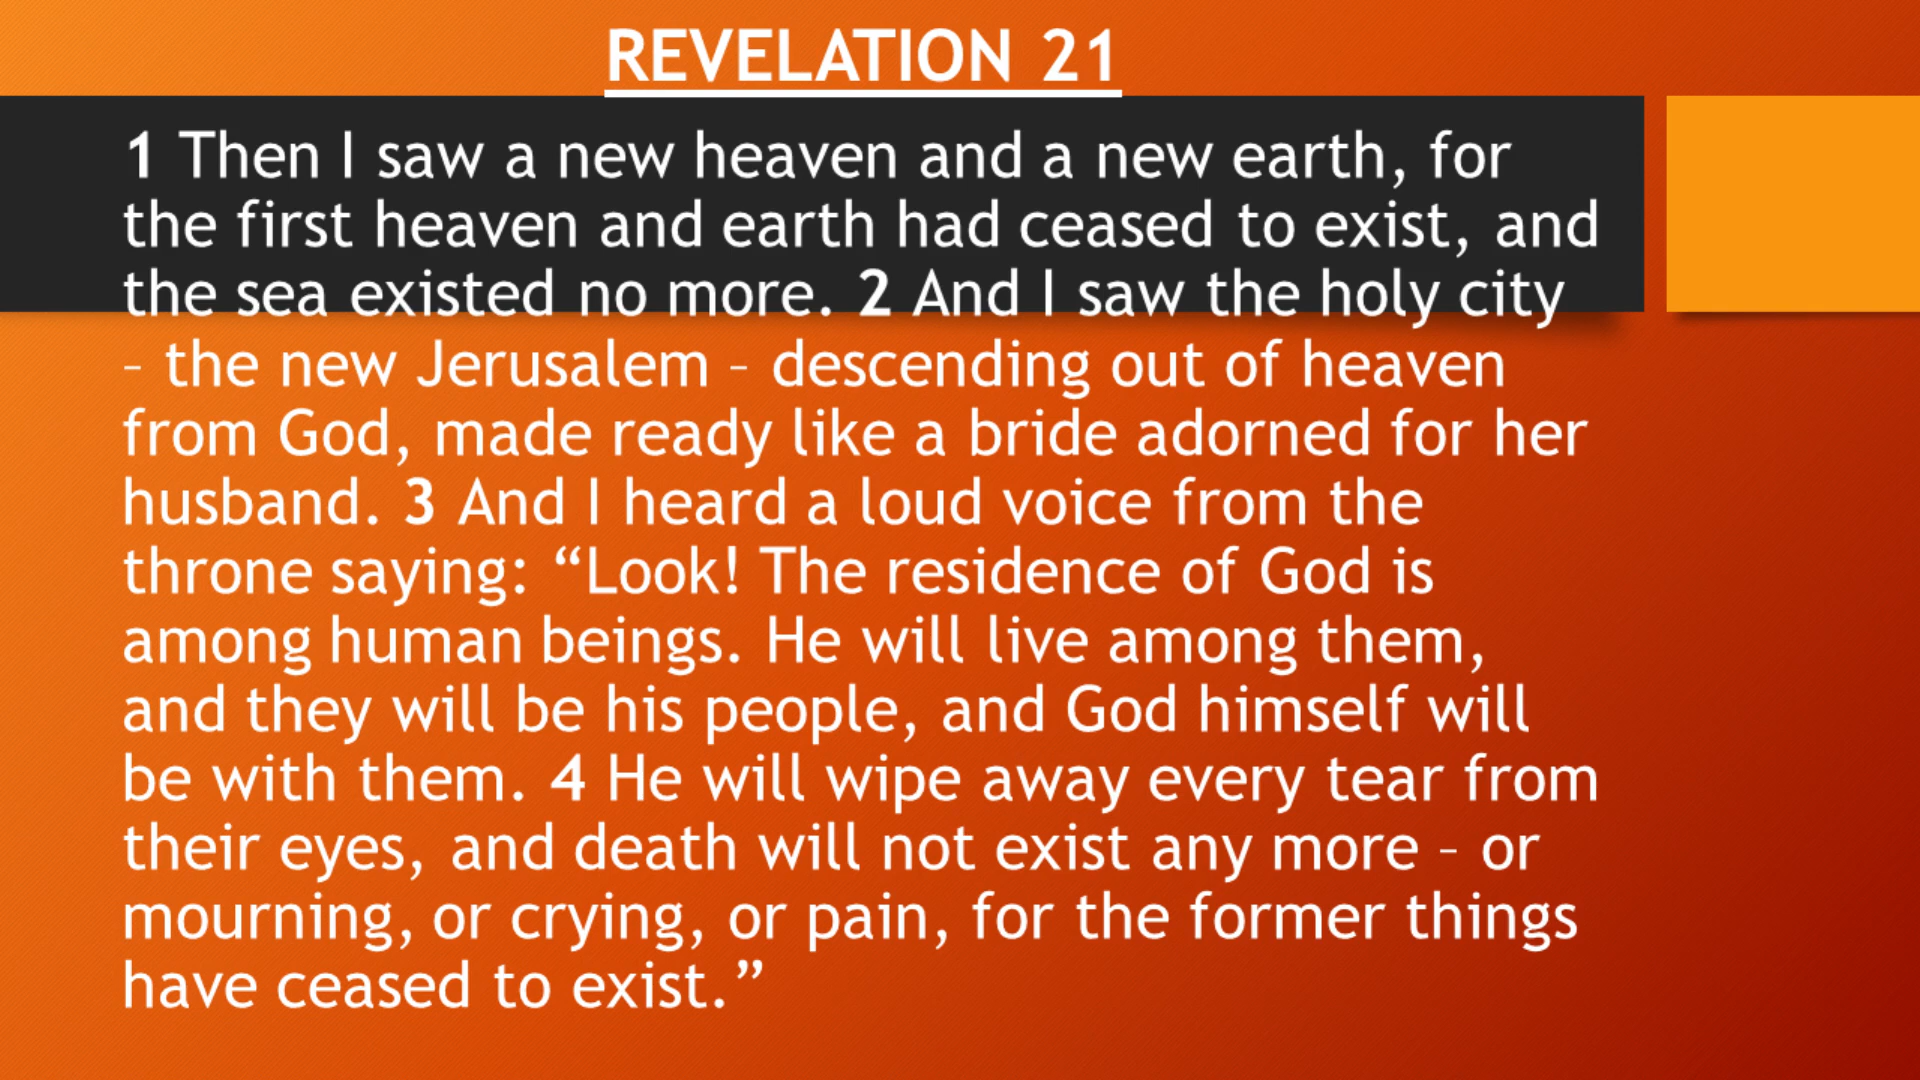 REVELATION 21
1 Then I saw a new heaven and a new earth, for
the first heaven and earth had ceased to exist, and
the sea existed no more. 2 And I saw the holy city
– the new Jerusalem – descending out of heaven
from God, made ready like a bride adorned for her
husband. 3 And I heard a loud voice from the
throne saying: “Look! The residence of God is
among human beings. He will live among them,
and they will be his people, and God himself will
be with them. 4 He will wipe away every tear from
their eyes, and death will not exist any more – or
mourning, or crying, or pain, for the former things
have ceased to exist.”